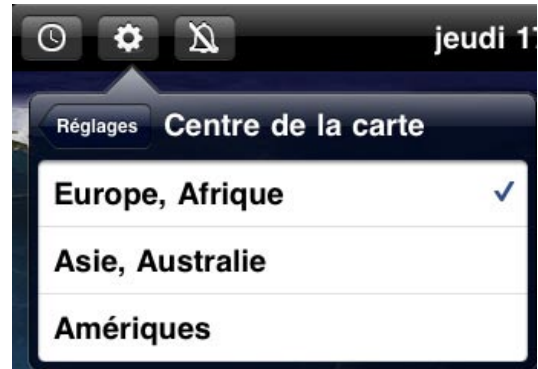 jeudi 17
Réglages Centre de la carte
Europe, Afrique
Asie, Australie
Amériques